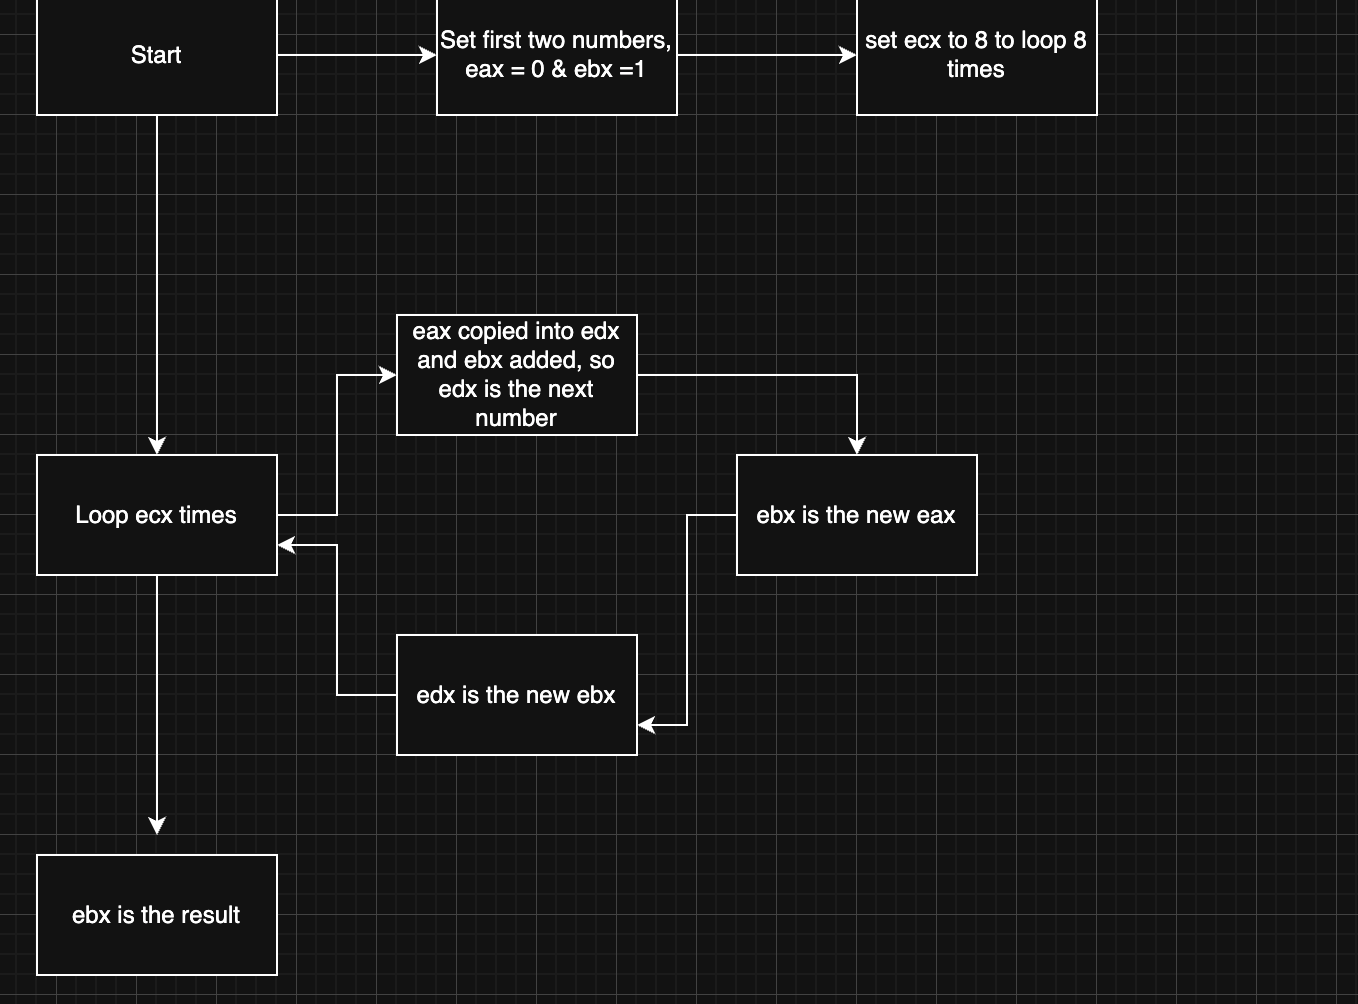 Start
Set first two numbers,
eax = 0 & ebx =1
set ecx to 8 to loop 8
times
eax copied into edx
and ebx added, so
edx is the next
number
Loop ecx times
ebx is the new eax
edx is the new ebx
ebx is the result